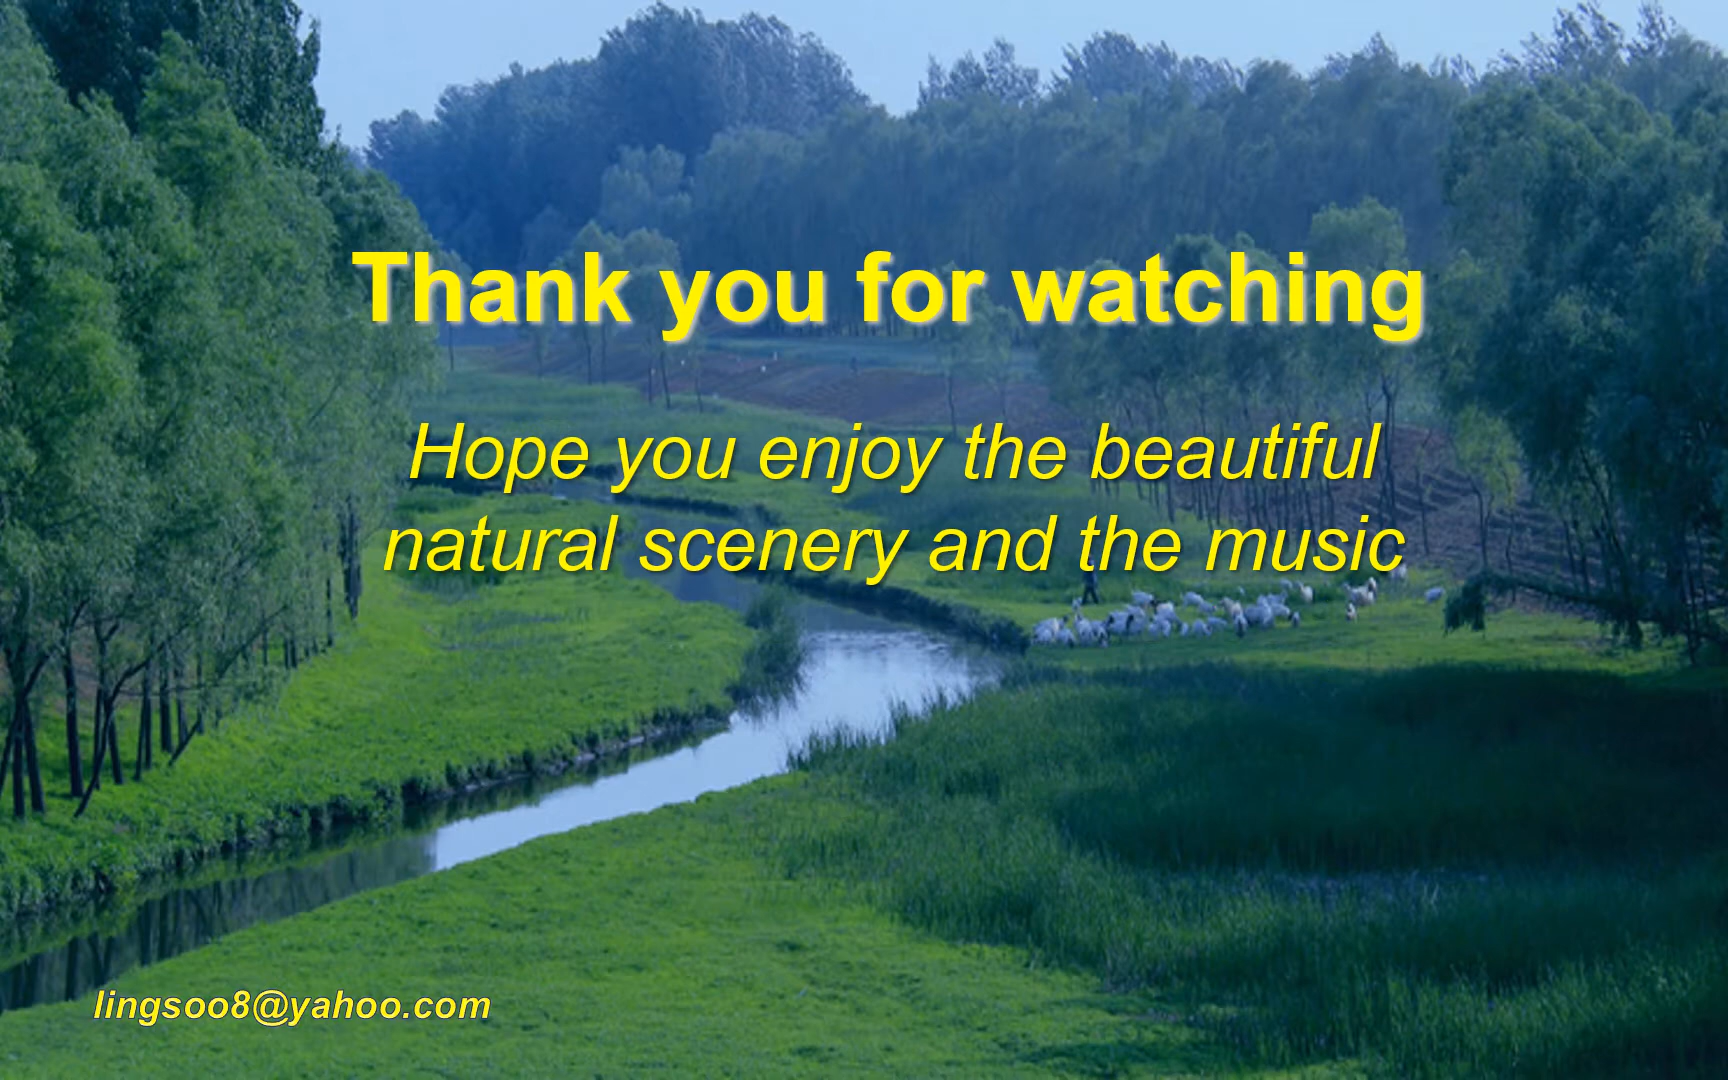 Thank you for watching
Hope you enjoy the beautiful
natural scenery and the music
lingsoo8@yahoo.com